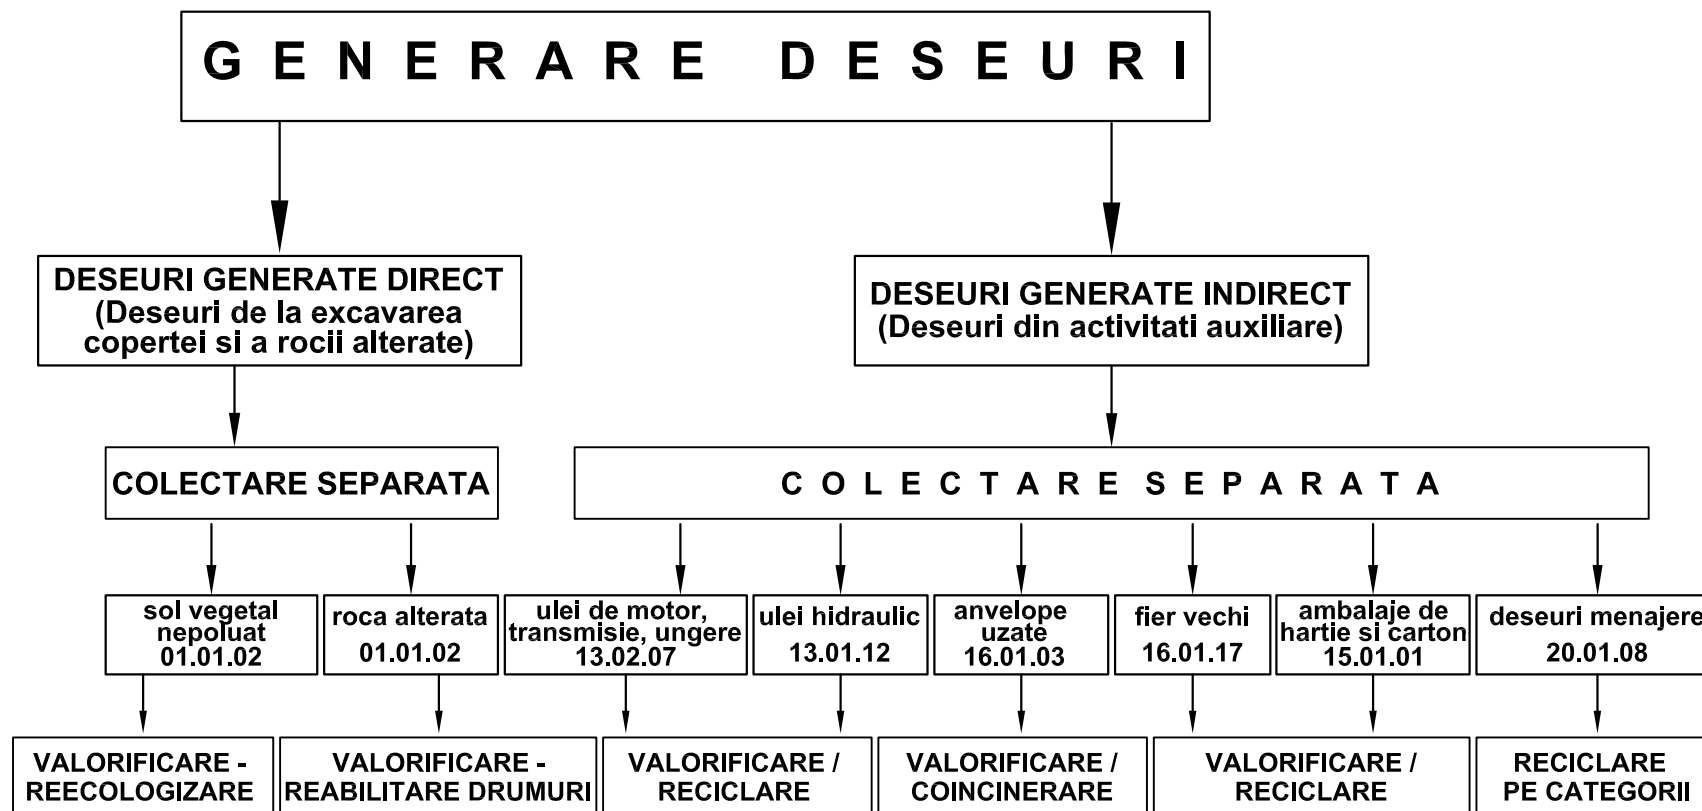 GENERARE DESEURI
DESEURI GENERATE DIRECT
(Deseuri de la excavarea
copertei si a rocii alterate)
DESEURI GENERATE INDIRECT
(Deseuri din activitati auxiliare)
COLECTARE SEPARATA
COLECTARE SEPARATA
sol vegetal
nepoluat
01.01.02
roca alterata
01.01.02
ulei de motor,
transmisie, ungere
13.02.07
ulei hidraulic
13.01.12
anvelope
uzate
16.01.03
fier vechi
16.01.17
ambalaje de
hartie si carton
15.01.01
deseuri menajere
20.01.08
VALORIFICARE -
REECOLOGIZARE
VALORIFICARE -
REABILITARE DRUMURI
VALORIFICARE /
RECICLARE
VALORIFICARE /
COINCINERARE
VALORIFICARE /
RECICLARE
RECICLARE
PE CATEGORII